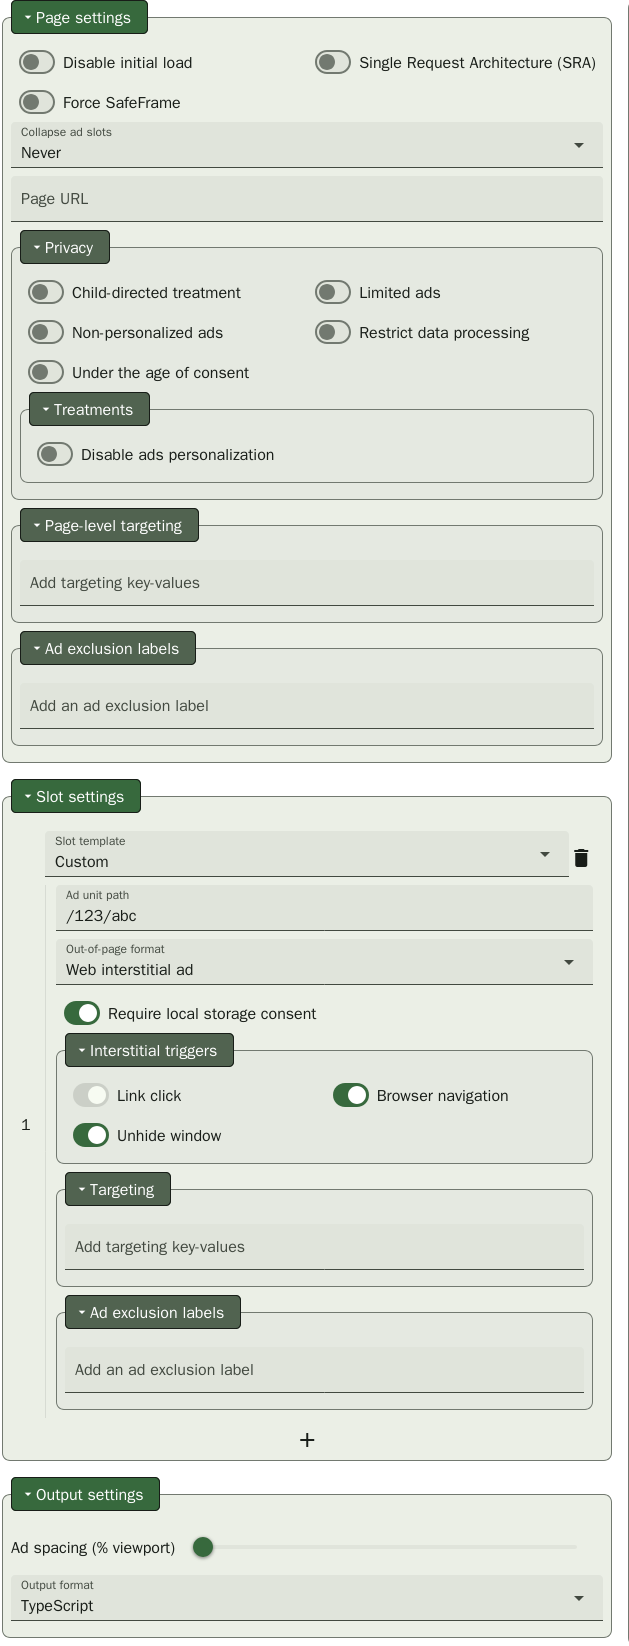 Page settings
Disable initial load
Single Request Architecture (SRA)
Force SafeFrame
Collapse ad slots
Never
Page URL
Privacy
Child-directed treatment
Limited ads
Non-personalized ads
Restrict data processing
Under the age of consent
Treatments
Disable ads personalization
Page-level targeting
Add targeting key-values
Ad exclusion labels
Add an ad exclusion label
Slot settings
Slot template
Custom
Ad unit path
/123/abc
Out-of-page format
Web interstitial ad
Require local storage consent
Interstitial triggers
Link click
Browser navigation
1
Unhide window
Targeting
Add targeting key-values
Ad exclusion labels
Add an ad exclusion label
+
Output settings
Ad spacing (% viewport)
Output format
TypeScript